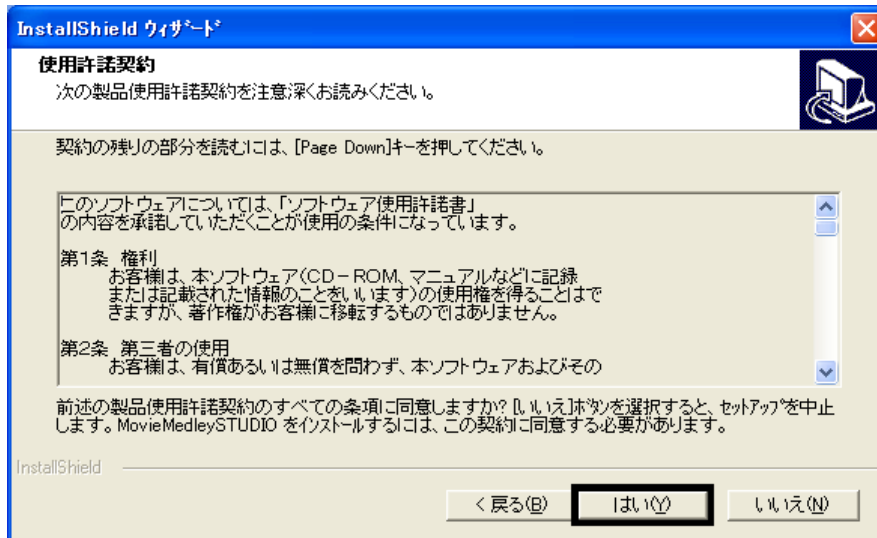 InstallShield ウィザード
使用許諾契約
次の製品使用許諾契約を注意深くお読みください。
契約の残りの部分を読むには、[Page Down]キーを押してください。
このソフトウェアについては、「ソフトウェア使用許諾書」
の内容を承諾していただくことが使用の条件になっています。
第1条 権利
お客様は、本ソフトウェア(CD-ROM、マニュアルなどに記録
または記載された情報のことをいいます)の使用権を得ることはで
きますが、著作権がお客様に移転するものではありません。
第2条 第三者の使用
お客様は、有償あるいは無償を問わず、本ソフトウェアおよびその
前述の製品使用許諾契約のすべての条項に同意しますか? [いいえ]ボタンを選択すると、セットアップを中止
します。MovieMedleySTUDIO をインストールするには、この契約に同意する必要があります。
InstallShield
< 戻る(B)
はい(Y)
いいえ(N)